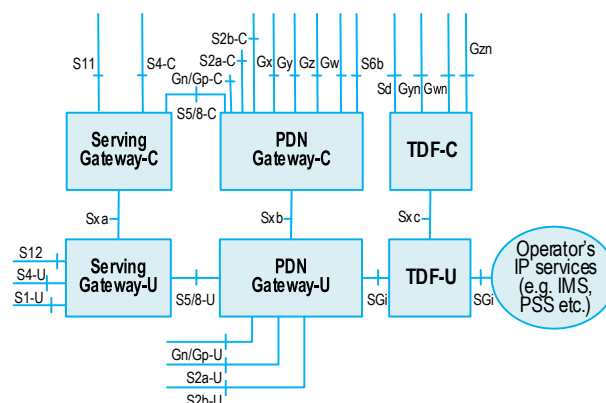 S2b-C
S2a-C
Gn/Gp-C
S11
S4-C
Gx
Gy
Gz
Gw
S6b
Gzn
Sd
Gyn
Gwn
S5/8-C
Serving
Gateway-C
PDN
Gateway-C
TDF-C
Sxa
Sxb
Sxc
S12
S4-U
S1-U
Serving
Gateway-U
S5/8-U
PDN
Gateway-U
SGi
TDF-U
SGi
Operator's
IP services
(e.g. IMS,
PSS etc.)
Gn/Gp-U
S2a-U
S2b-U